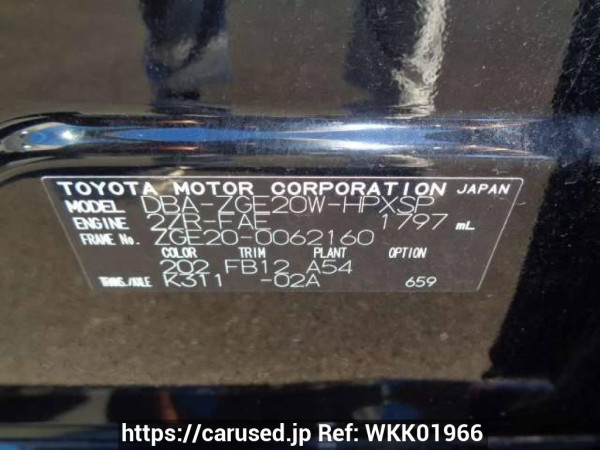 TOYOTA MOTOR CORPORATION JAPAN
MODEL DBA-ZGE20W-HPXSP
ENGINE 2ZR-FAE 1797 mL
FRAME No. ZGE20-0062160
COLOR TRIM PLANT OPTION
202 FB12 A54
TRANS./AXLE K311 -02A 659
https://carused.jp Ref: WKK01966